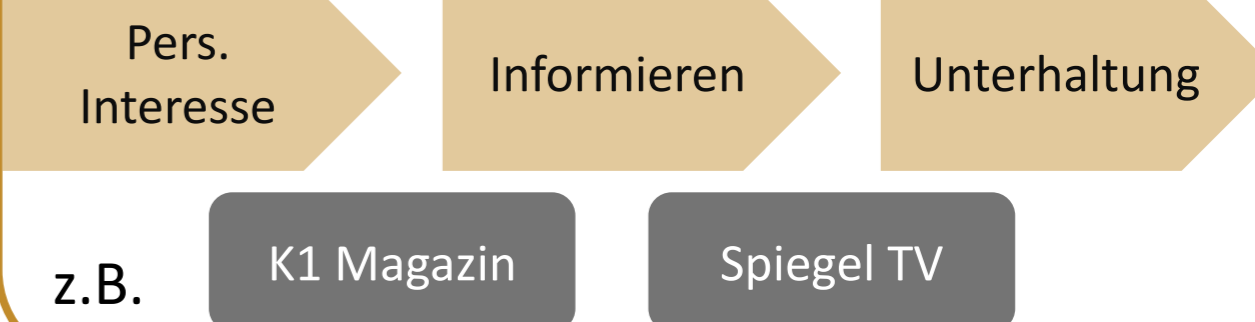 Pers.
Interesse
Informieren
Unterhaltung
z.B.
K1 Magazin
Spiegel TV